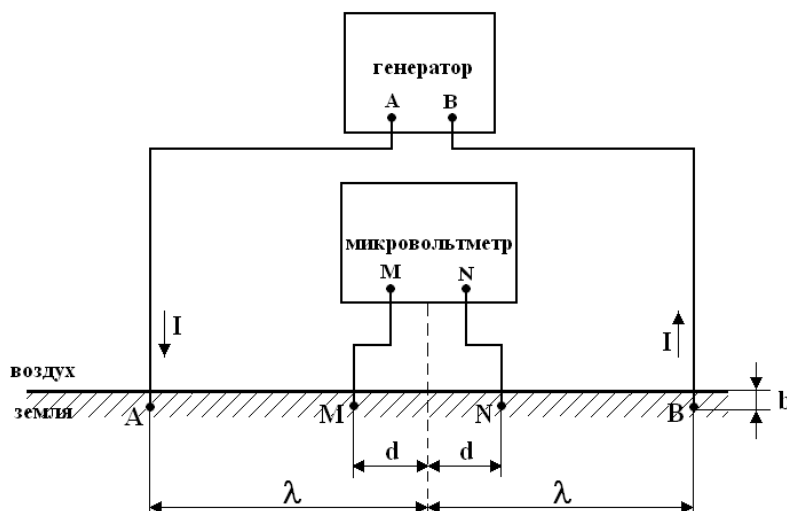 генератор
A B
микровольтметр
M N
I I
воздух
земля
A M N B b
d d
λ λ